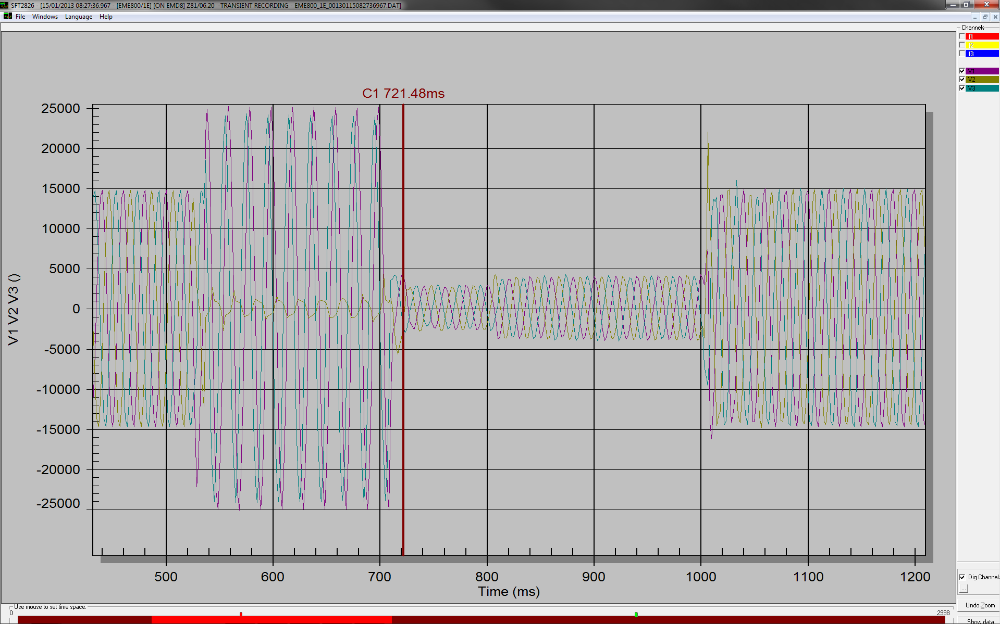 SFT2826 - [15/01/2013 08:27:36.967 - [EME800/1E] [ON EMD8] Z81/06.20 -TRANSIENT RECORDING - EME800_1E_00130115082736967.DAT]
File Windows Language Help
Channels
I1
I2
I3
V1
V2
V3
C1 721.48ms
25000
20000
15000
10000
5000
0
-5000
-10000
-15000
-20000
-25000
V1 V2 V3 ()
500 600 700 800 900 1000 1100 1200
Time (ms)
Dig Channel
...
Undo Zoom
Show data
Use mouse to set time space.
0 2998